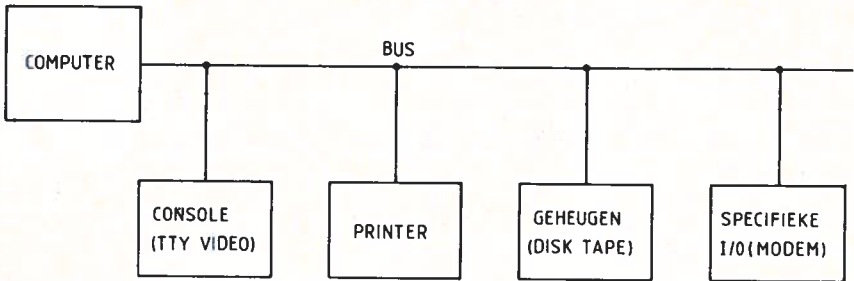 COMPUTER
BUS
CONSOLE
(TTY VIDEO)
PRINTER
GEHEUGEN
(DISK TAPE)
SPECIFIEKE
I/O(MODEM)